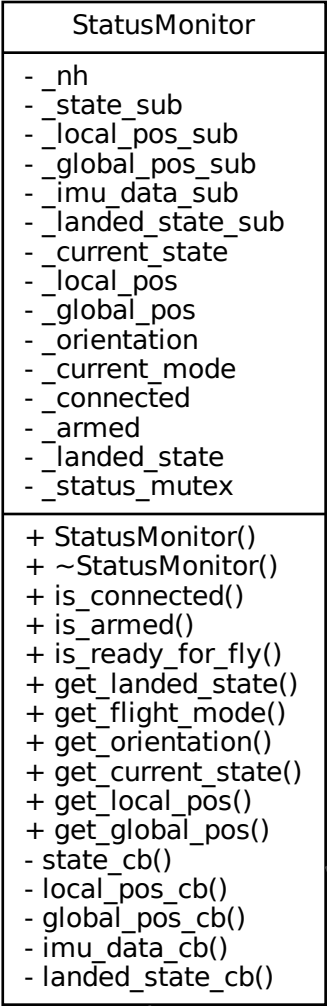 StatusMonitor
- _nh
- _state_sub
- _local_pos_sub
- _global_pos_sub
- _imu_data_sub
- _landed_state_sub
- _current_state
- _local_pos
- _global_pos
- _orientation
- _current_mode
- _connected
- _armed
- _landed_state
- _status_mutex
+ StatusMonitor()
+ ~StatusMonitor()
+ is_connected()
+ is_armed()
+ is_ready_for_fly()
+ get_landed_state()
+ get_flight_mode()
+ get_orientation()
+ get_current_state()
+ get_local_pos()
+ get_global_pos()
- state_cb()
- local_pos_cb()
- global_pos_cb()
- imu_data_cb()
- landed_state_cb()